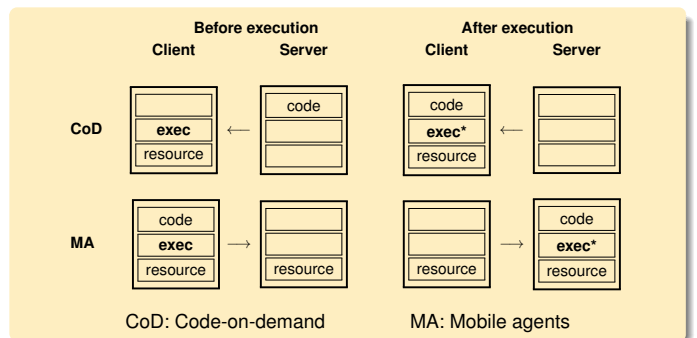 Before execution After execution
Client Server Client Server
code code
CoD exec ← exec* ←
resource resource
code code
MA exec → → exec*
resource resource resource resource
CoD: Code-on-demand MA: Mobile agents